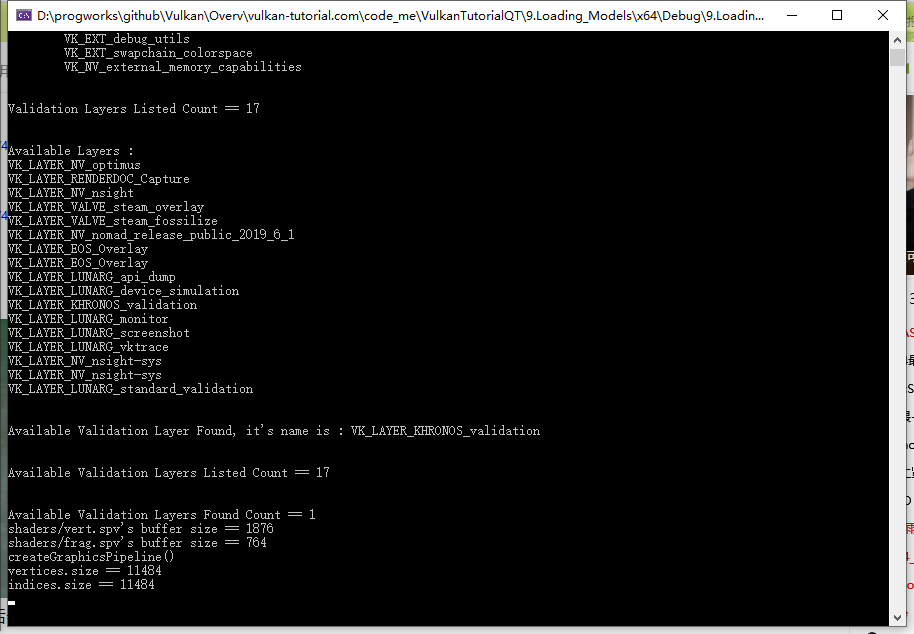 D:\progworks\github\Vulkan\Overv\vulkan-tutorial.com\code_me\VulkanTutorialQT\9.Loading_Models\x64\Debug\9.Loadin...
VK_EXT_debug_utils
VK_EXT_swapchain_colorspace
VK_NV_external_memory_capabilities
Validation Layers Listed Count == 17
Available Layers :
VK_LAYER_NV_optimus
VK_LAYER_RENDERDOC_Capture
VK_LAYER_NV_nsight
VK_LAYER_VALVE_steam_overlay
VK_LAYER_VALVE_steam_fossilize
VK_LAYER_NV_nomad_release_public_2019_6_1
VK_LAYER_EOS_Overlay
VK_LAYER_EOS_Overlay
VK_LAYER_LUNARG_api_dump
VK_LAYER_LUNARG_device_simulation
VK_LAYER_KHRONOS_validation
VK_LAYER_LUNARG_monitor
VK_LAYER_LUNARG_screenshot
VK_LAYER_LUNARG_vktrace
VK_LAYER_NV_nsight-sys
VK_LAYER_NV_nsight-sys
VK_LAYER_LUNARG_standard_validation
Available Validation Layer Found, it's name is : VK_LAYER_KHRONOS_validation
Available Validation Layers Listed Count == 17
Available Validation Layers Found Count == 1
shaders/vert.spv's buffer size == 1876
shaders/frag.spv's buffer size == 764
createGraphicsPipeline()
vertices.size == 11484
indices.size == 11484